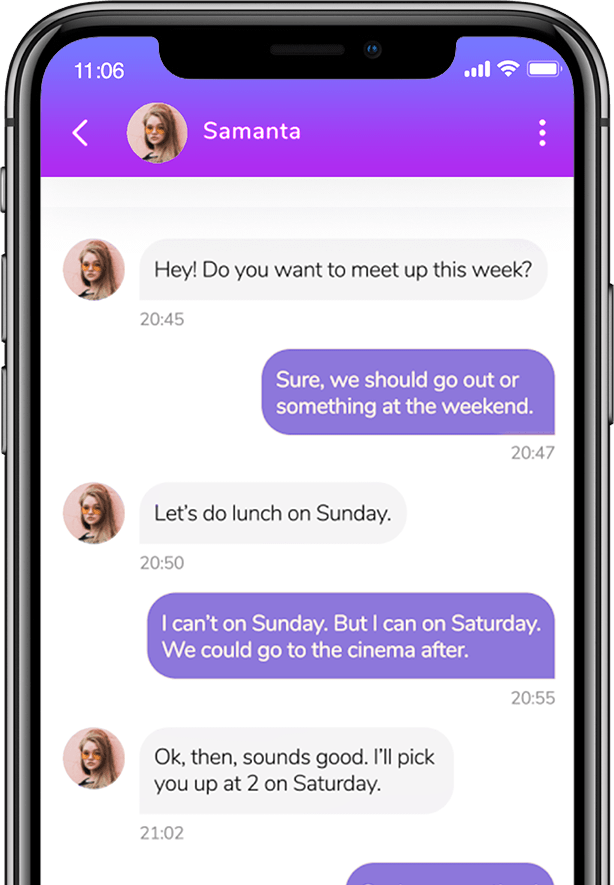 11:06
Samanta
Hey! Do you want to meet up this week?
20:45
Sure, we should go out or
something at the weekend.
20:47
Let’s do lunch on Sunday.
20:50
I can’t on Sunday. But I can on Saturday.
We could go to the cinema after.
20:55
Ok, then, sounds good. I’ll pick
you up at 2 on Saturday.
21:02